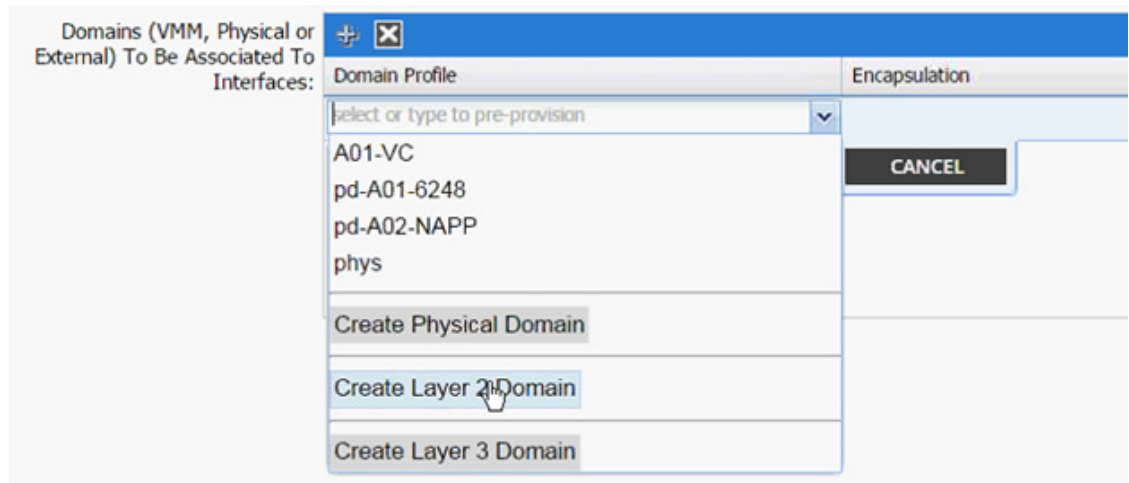 Domains (VMM, Physical or
External) To Be Associated To
Interfaces:
Domain Profile
Encapsulation
select or type to pre-provision
A01-VC
CANCEL
pd-A01-6248
pd-A02-NAPP
phys
Create Physical Domain
Create Layer 2 Domain
Create Layer 3 Domain